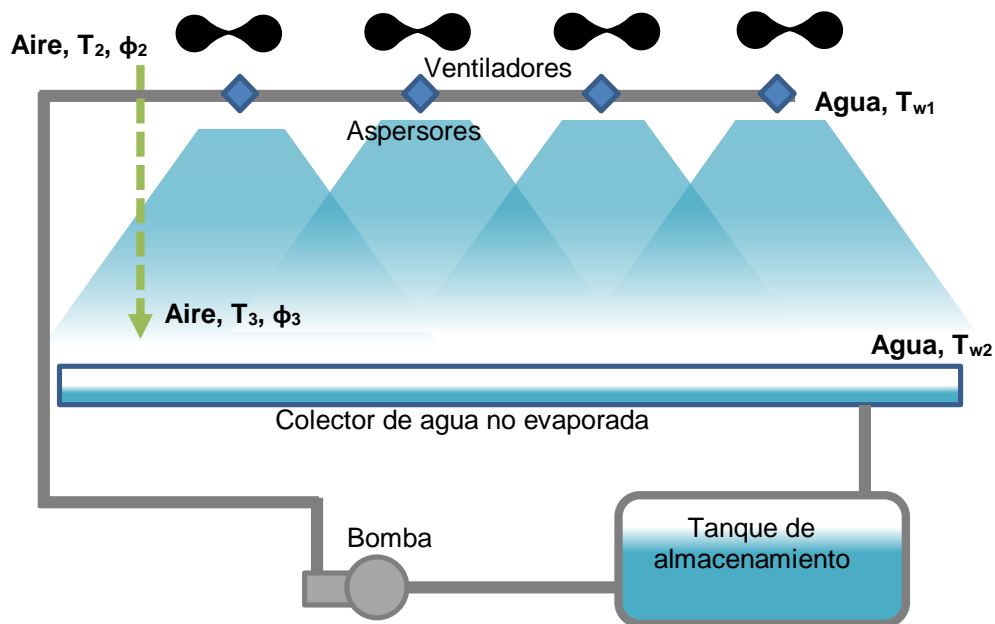 Aire, T2, ϕ2
Ventiladores
Agua, Tw1
Aspersores
Aire, T3, ϕ3
Agua, Tw2
Colector de agua no evaporada
Bomba
Tanque de
almacenamiento